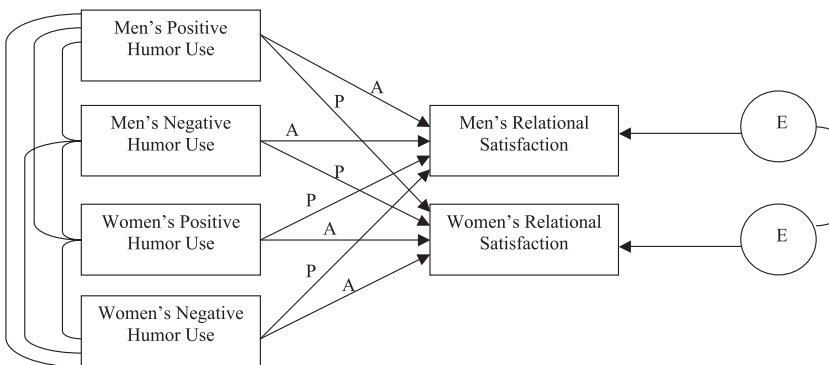 Men's Positive
Humor Use
A
P
Men's Negative
Humor Use
A
Men's Relational
Satisfaction
E
P
P
Women's Positive
Humor Use
A
Women's Relational
Satisfaction
E
P
A
Women's Negative
Humor Use